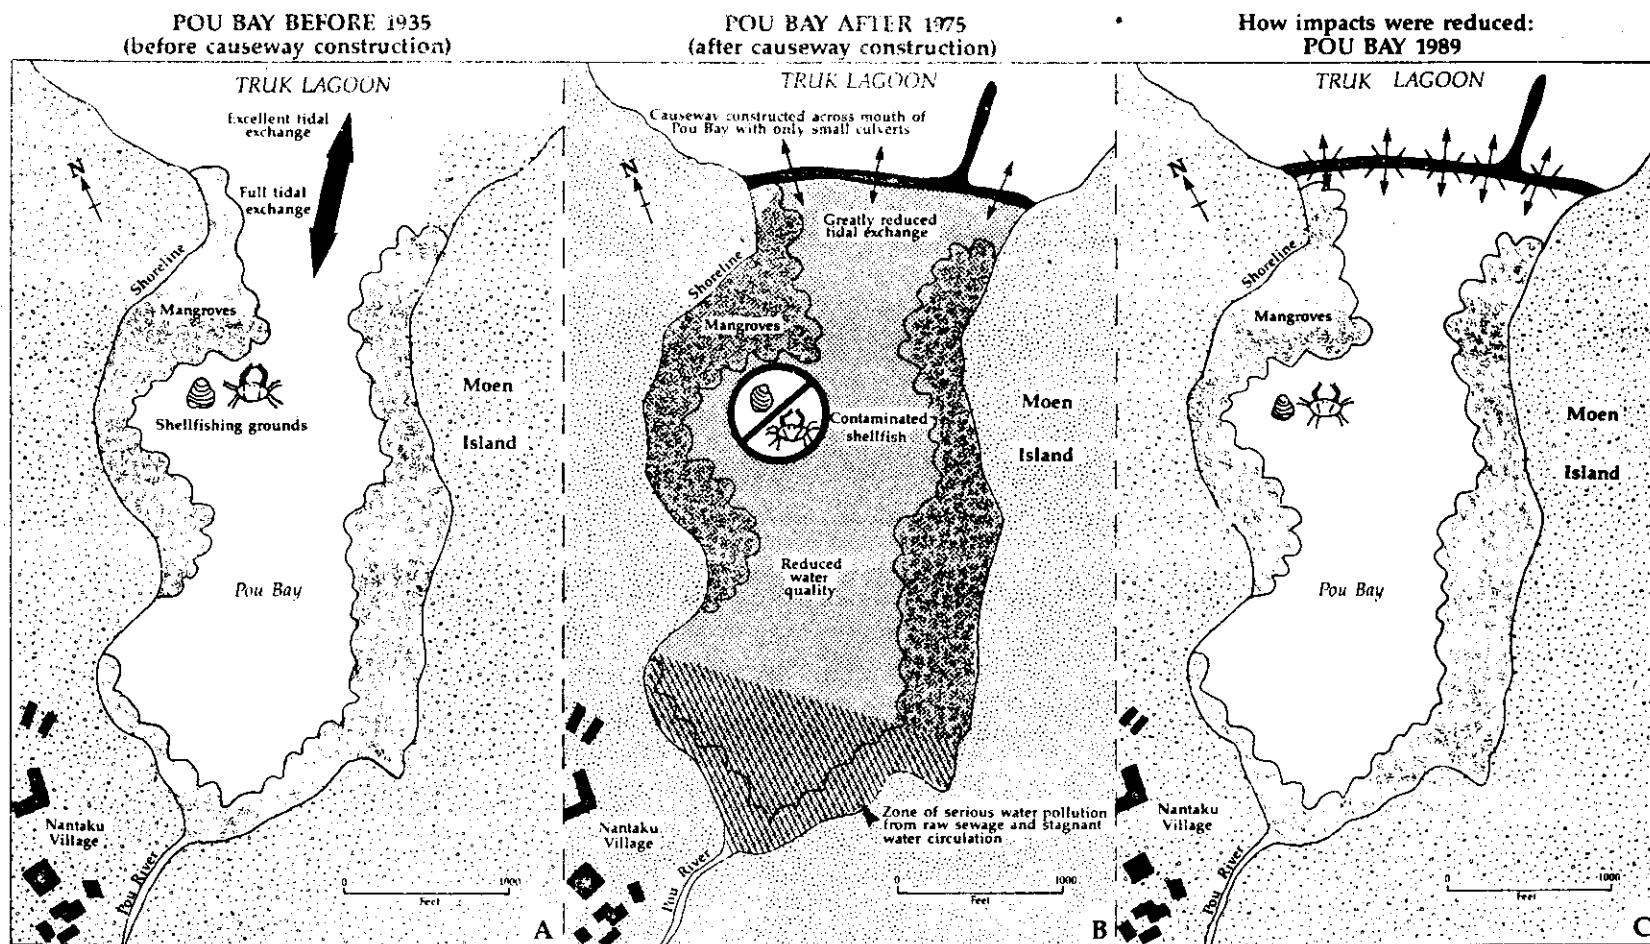 POU BAY BEFORE 1935
(before causeway construction)
TRUK LAGOON
Excellent tidal
exchange
N
Full tidal
exchange
Shoreline
Mangroves
Shellfishing grounds
Moen
Island
Pou Bay
Nantaku
Village
Pou River
0 1000
Feet
A
POU BAY AFTER 1975
(after causeway construction)
TRUK LAGOON
Causeway constructed across mouth of
Pou Bay with only small culverts
N
Greatly reduced
tidal exchange
Shoreline
Mangroves
Contaminated
shellfish
Moen
Island
Reduced
water
quality
Zone of serious water pollution
from raw sewage and stagnant
water circulation
Nantaku
Village
Pou River
0 1000
Feet
B
How impacts were reduced:
POU BAY 1989
TRUK LAGOON
N
Shoreline
Mangroves
Moen
Island
Pou Bay
Nantaku
Village
Pou River
0 1000
Feet
C